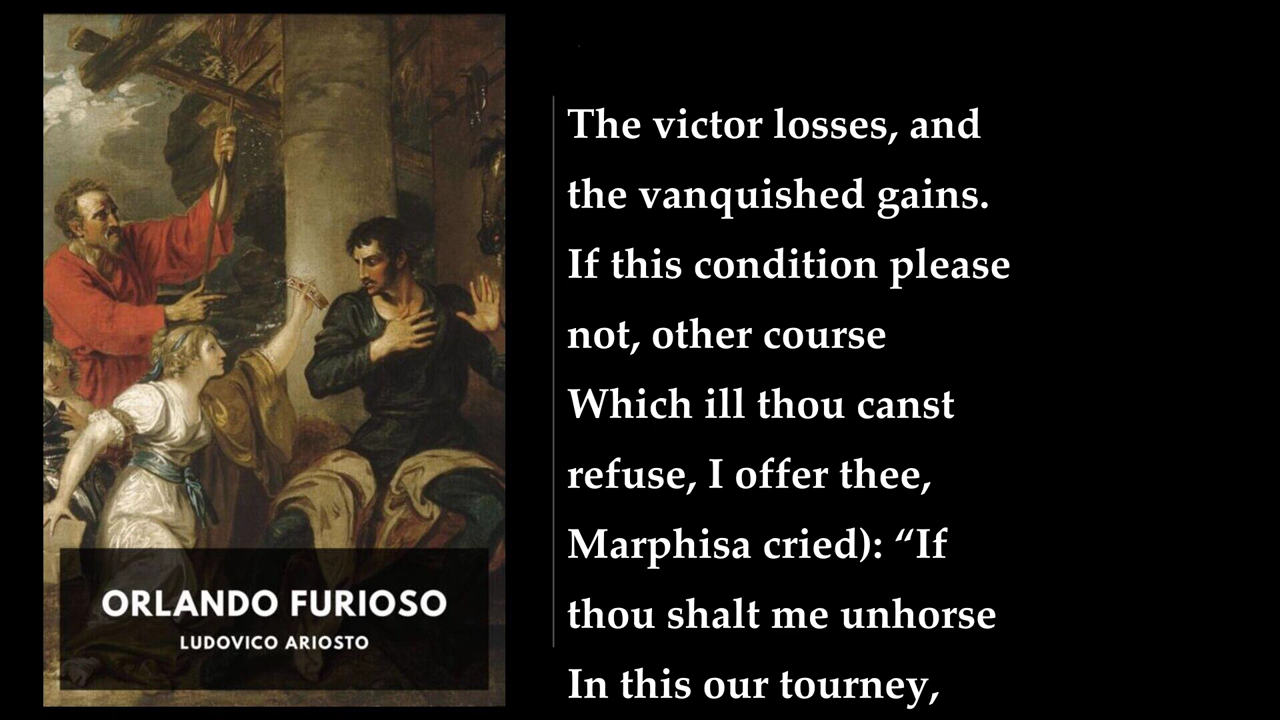 ORLANDO FURIOSO
LUDOVICO ARIOSTO
The victor losses, and
the vanquished gains.
If this condition please
not, other course
Which ill thou canst
refuse, I offer thee,
Marphisa cried): “If
thou shalt me unhorse
In this our tourney,